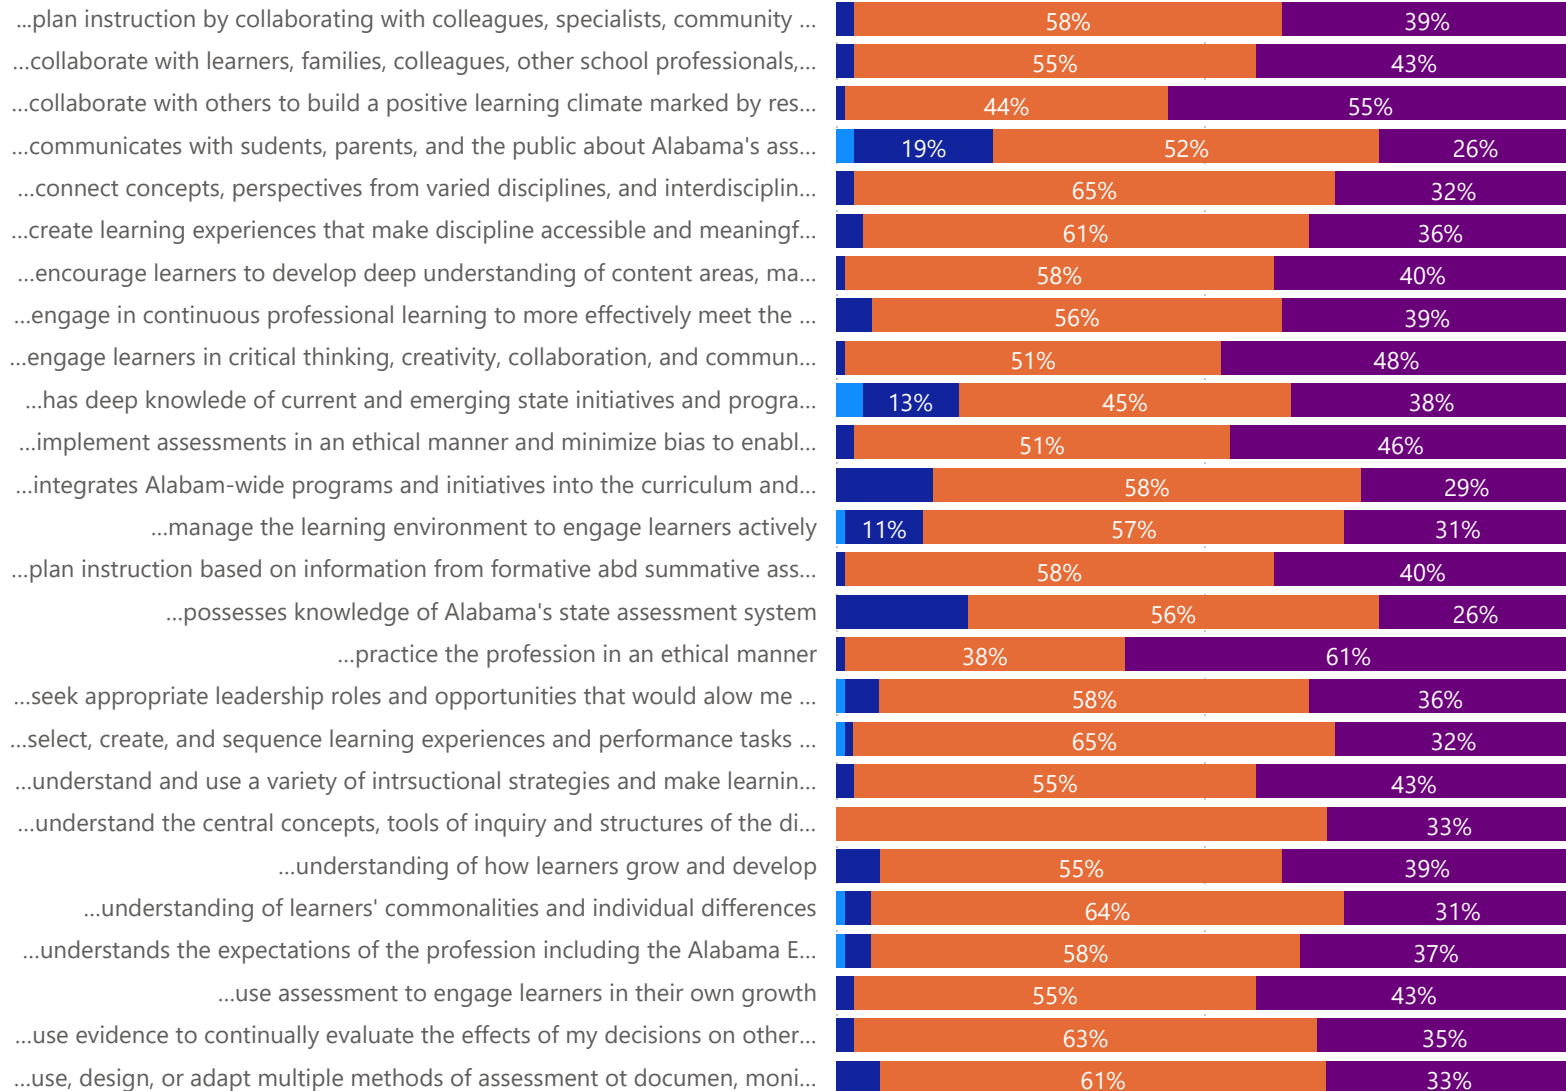 ...plan instruction by collaborating with colleagues, specialists, community ... 58% 39%
...collaborate with learners, families, colleagues, other school professionals,... 55% 43%
...collaborate with others to build a positive learning climate marked by res... 44% 55%
...communicates with sudents, parents, and the public about Alabama's ass... 19% 52% 26%
...connect concepts, perspectives from varied disciplines, and interdisciplin... 65% 32%
...create learning experiences that make discipline accessible and meaningf... 61% 36%
...encourage learners to develop deep understanding of content areas, ma... 58% 40%
...engage in continuous professional learning to more effectively meet the ... 56% 39%
...engage learners in critical thinking, creativity, collaboration, and commun... 51% 48%
...has deep knowlede of current and emerging state initiatives and progra... 13% 45% 38%
...implement assessments in an ethical manner and minimize bias to enabl... 51% 46%
...integrates Alabam-wide programs and initiatives into the curriculum and... 58% 29%
...manage the learning environment to engage learners actively 11% 57% 31%
...plan instruction based on information from formative abd summative ass... 58% 40%
...possesses knowledge of Alabama's state assessment system 56% 26%
...practice the profession in an ethical manner 38% 61%
...seek appropriate leadership roles and opportunities that would alow me ... 58% 36%
...select, create, and sequence learning experiences and performance tasks ... 65% 32%
...understand and use a variety of intrsuctional strategies and make learnin... 55% 43%
...understand the central concepts, tools of inquiry and structures of the di... 33%
...understanding of how learners grow and develop 55% 39%
...understanding of learners' commonalities and individual differences 64% 31%
...understands the expectations of the profession including the Alabama E... 58% 37%
...use assessment to engage learners in their own growth 55% 43%
...use evidence to continually evaluate the effects of my decisions on other... 63% 35%
...use, design, or adapt multiple methods of assessment ot documen, moni... 61% 33%